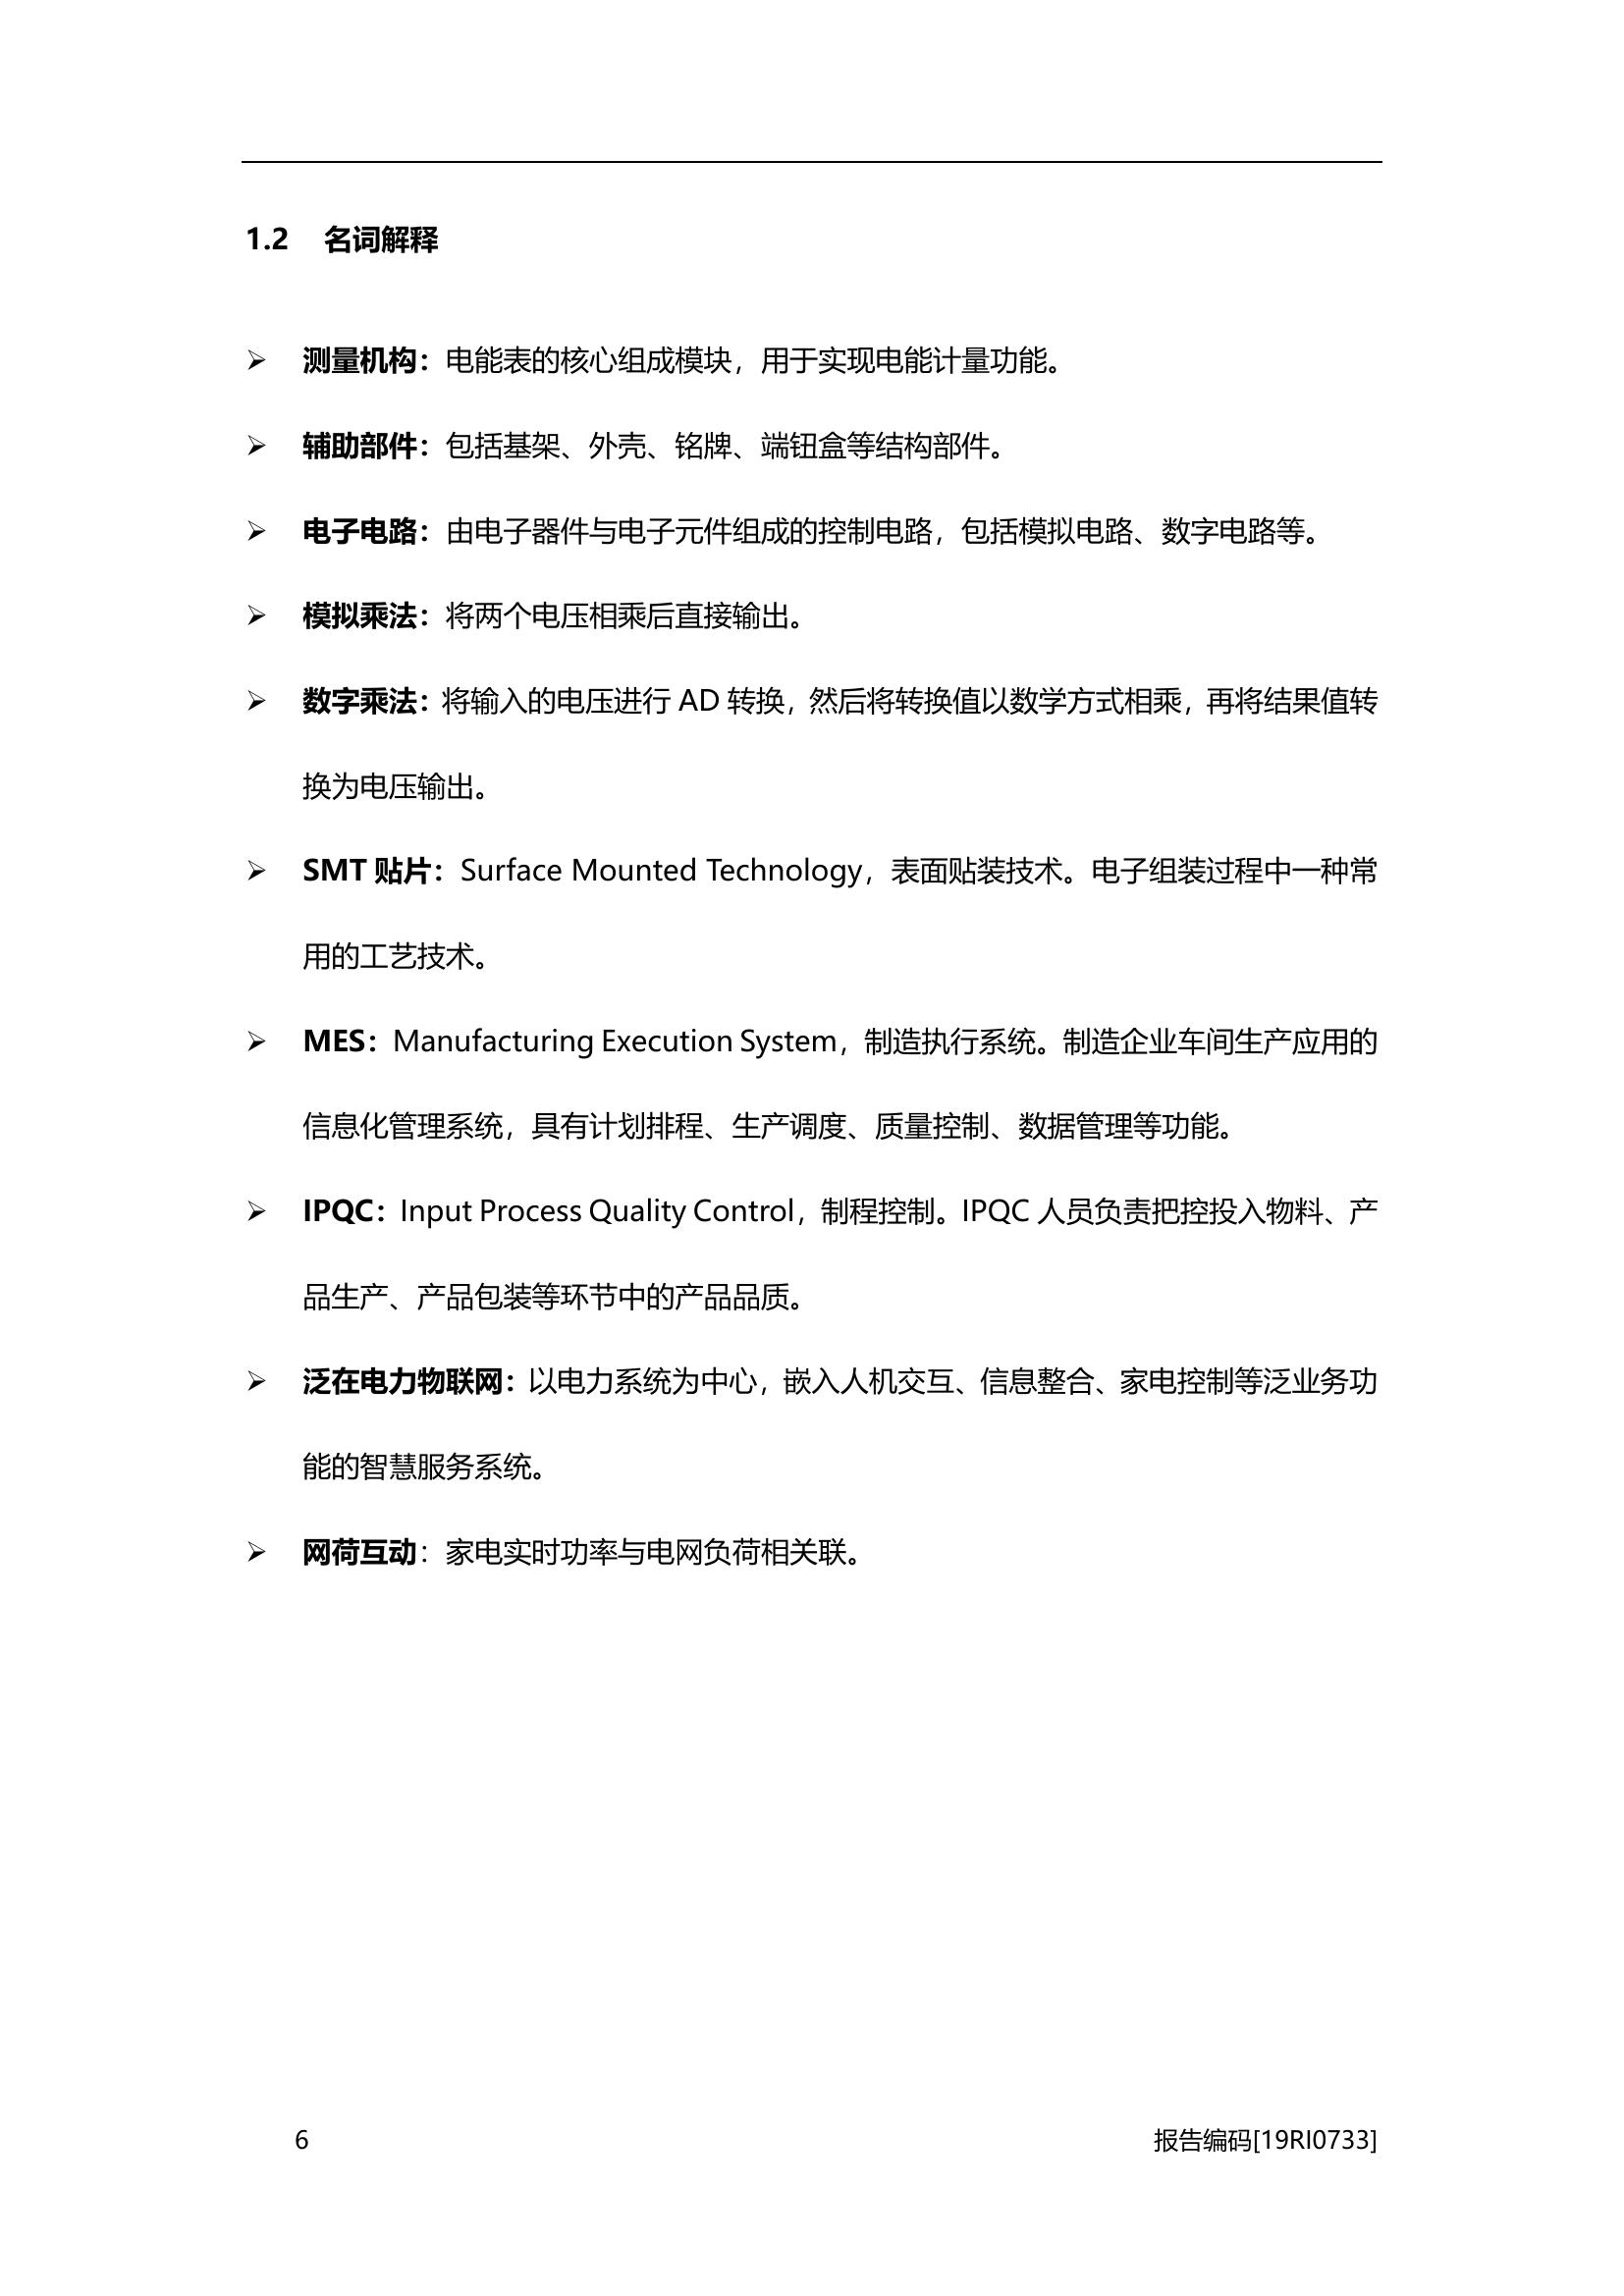 1.2 名词解释
➢ 测量机构：电能表的核心组成模块，用于实现电能计量功能。
➢ 辅助部件：包括基架、外壳、铭牌、端钮盒等结构部件。
➢ 电子电路：由电子器件与电子元件组成的控制电路，包括模拟电路、数字电路等。
➢ 模拟乘法：将两个电压相乘后直接输出。
➢ 数字乘法：将输入的电压进行 AD 转换，然后将转换值以数学方式相乘，再将结果值转
换为电压输出。
➢ SMT 贴片：Surface Mounted Technology，表面贴装技术。电子组装过程中一种常
用的工艺技术。
➢ MES：Manufacturing Execution System，制造执行系统。制造企业车间生产应用的
信息化管理系统，具有计划排程、生产调度、质量控制、数据管理等功能。
➢ IPQC：Input Process Quality Control，制程控制。IPQC 人员负责把控投入物料、产
品生产、产品包装等环节中的产品品质。
➢ 泛在电力物联网：以电力系统为中心，嵌入人机交互、信息整合、家电控制等泛业务功
能的智慧服务系统。
➢ 网荷互动：家电实时功率与电网负荷相关联。
6 报告编码[19RI0733]